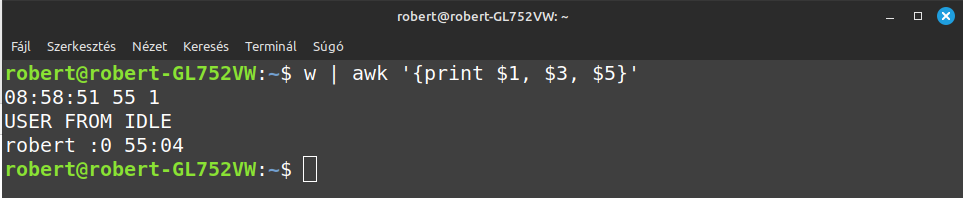 robert@robert-GL752VW: ~
Fájl Szerkesztés Nézet Keresés Terminál Súgó
robert@robert-GL752VW:~$ w | awk '{print $1, $3, $5}'
08:58:51 55 1
USER FROM IDLE
robert :0 55:04
robert@robert-GL752VW:~$